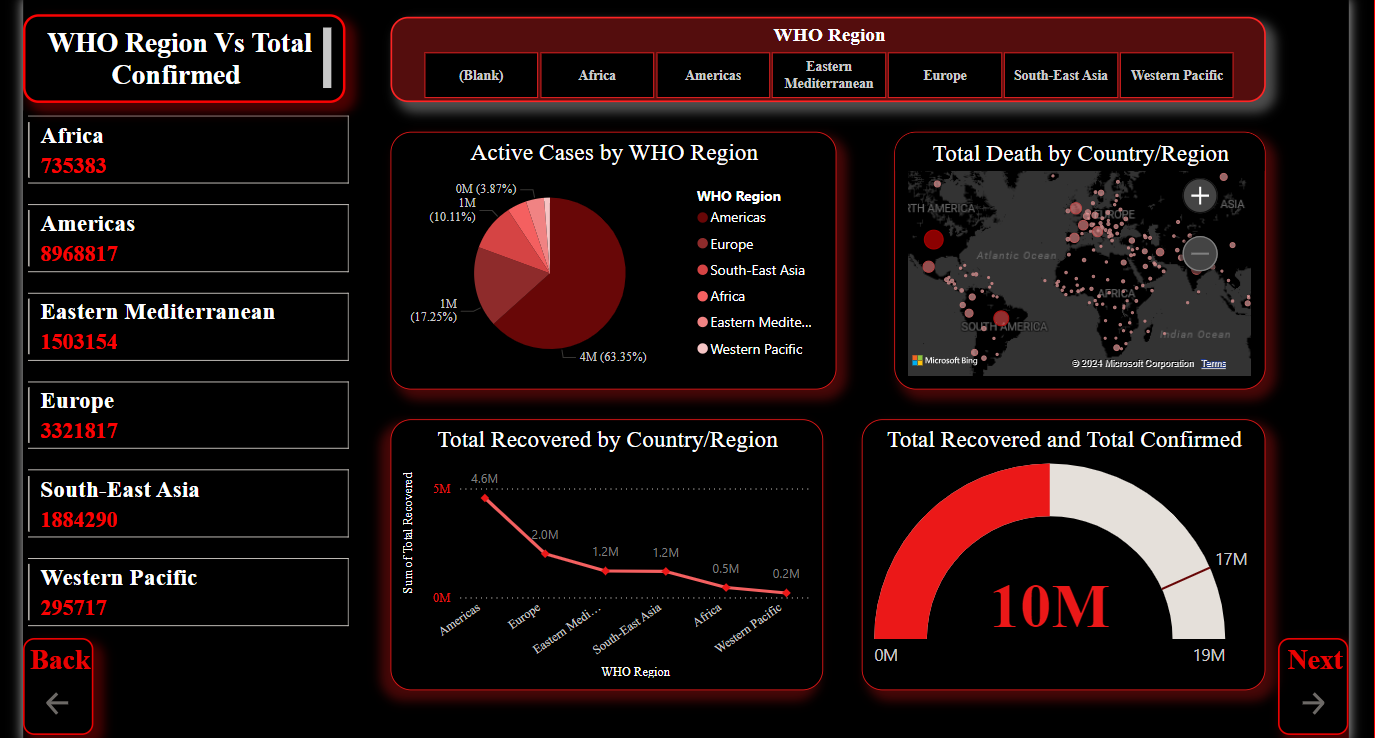 WHO Region Vs Total
Confirmed
Africa
735383
Americas
8968817
Eastern Mediterranean
1503154
Europe
3321817
South-East Asia
1884290
Western Pacific
295717
Back
WHO Region
(Blank)
Africa
Americas
Eastern
Mediterranean
Europe
South-East Asia
Western Pacific
Active Cases by WHO Region
0M (3.87%)
1M
(10.11%)
1M
(17.25%)
4M (63.35%)
WHO Region
Americas
Europe
South-East Asia
Africa
Eastern Medite...
Western Pacific
Total Death by Country/Region
TH AMERICA
EUROPE
ASIA
Atlantic Ocean
AFRICA
SOUTH AMERICA
Indian Ocean
Microsoft Bing
© 2024 Microsoft Corporation
Terms
Total Recovered by Country/Region
Sum of Total Recovered
5M
0M
4.6M
2.0M
1.2M
1.2M
0.5M
0.2M
Americas
Europe
Eastern Medi…
South-East Asia
Africa
Western Pacific
WHO Region
Total Recovered and Total Confirmed
17M
10M
0M
19M
Next